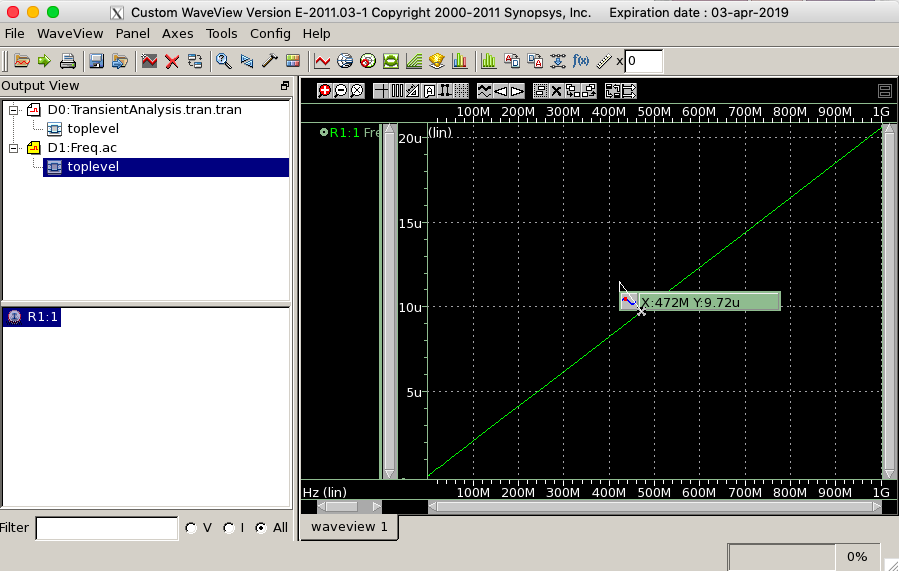 Custom WaveView Version E-2011.03-1 Copyright 2000-2011 Synopsys, Inc. Expiration date : 03-apr-2019
File WaveView Panel Axes Tools Config Help
x 0
Output View
D0:TransientAnalysis.tran.tran
toplevel
D1:Freq.ac
toplevel
R1:1
Filter V I All
100M 200M 300M 400M 500M 600M 700M 800M 900M 1G
R1:1 Fre (lin)
20u
15u
10u
5u
X:472M Y:9.72u
Hz (lin) 100M 200M 300M 400M 500M 600M 700M 800M 900M 1G
waveview 1
0%